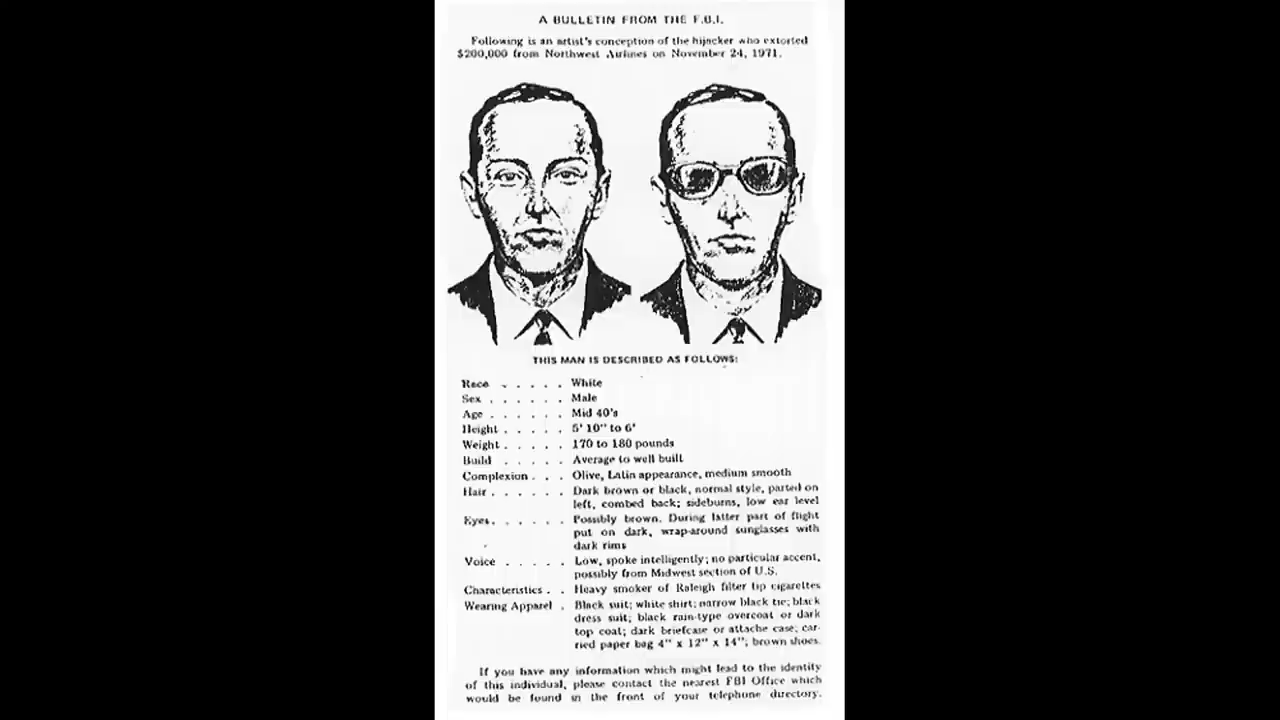 A BULLETIN FROM THE F.B.I.
Following is an artist's conception of the hijacker who extorted
$200,000 from Northwest Airlines on November 24, 1971.
THIS MAN IS DESCRIBED AS FOLLOWS:
Race . . . . . White
Sex . . . . . . Male
Age . . . . . . Mid 40's
Height . . . . . 5' 10" to 6'
Weight . . . . . 170 to 180 pounds
Build . . . . . Average to well built
Complexion . . . Olive, Latin appearance, medium smooth
Hair . . . . . . Dark brown or black, normal style, parted on
left, combed back; sideburns, low ear level
Eyes . . . . . . Possibly brown. During latter part of flight
put on dark, wrap-around sunglasses with
dark rims
Voice . . . . . Low, spoke intelligently; no particular accent,
possibly from Midwest section of U.S.
Characteristics . . Heavy smoker of Raleigh filter tip cigarettes
Wearing Apparel . Black suit; white shirt; narrow black tie; black
dress suit; black rain-type overcoat or dark
top coat; dark briefcase or attache case; car-
ried paper bag 4" x 12" x 14"; brown shoes.
If you have any information which might lead to the identity
of this individual, please contact the nearest FBI Office which
would be found in the front of your telephone directory.